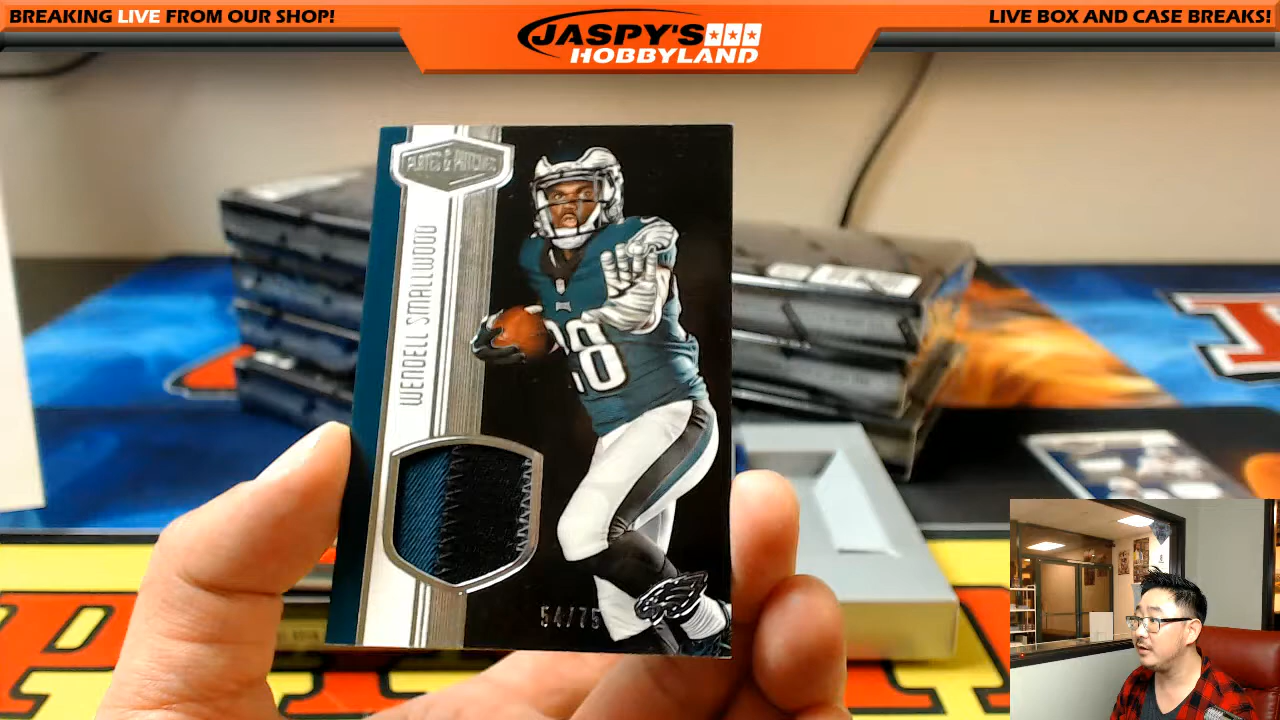 BREAKING LIVE FROM OUR SHOP!
JASPY'S
HOBBYLAND
LIVE BOX AND CASE BREAKS!
PLATES & PATCHES
WENDELL SMALLWOOD
28
54/75